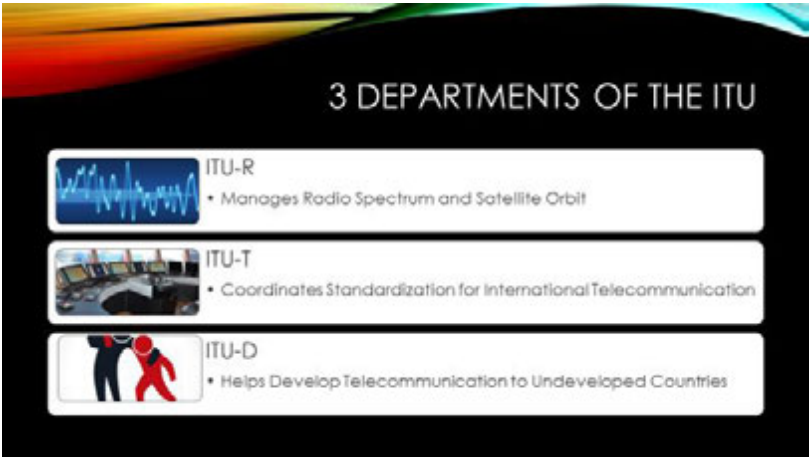 3 DEPARTMENTS OF THE ITU
ITU-R
• Manages Radio Spectrum and Satellite Orbit
ITU-T
• Coordinates Standardization for International Telecommunication
ITU-D
• Helps Develop Telecommunication to Undeveloped Countries